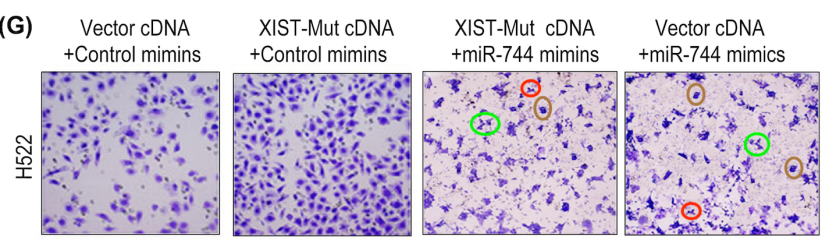 (G)
Vector cDNA
+Control mimins
XIST-Mut cDNA
+Control mimins
XIST-Mut cDNA
+miR-744 mimins
Vector cDNA
+miR-744 mimics
H522